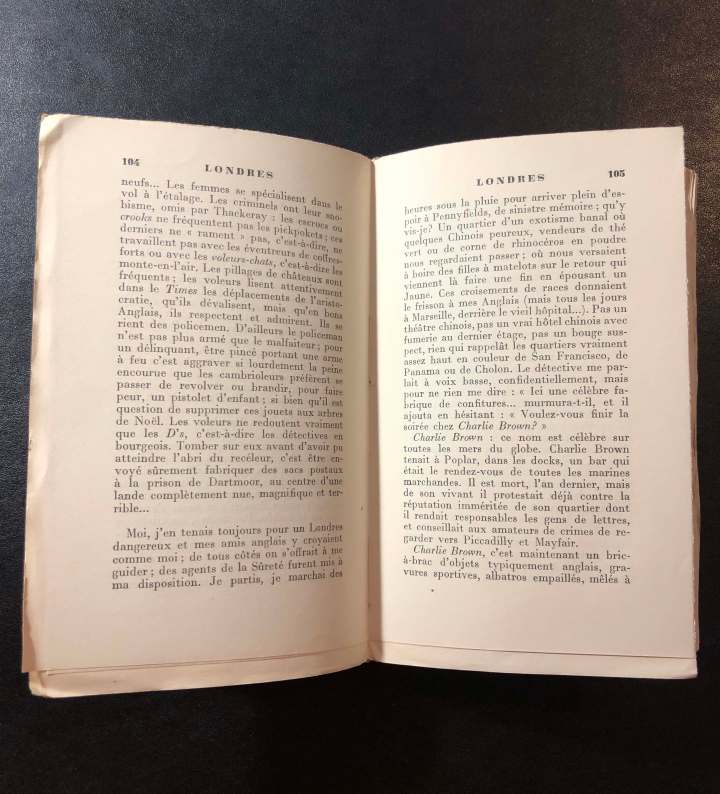 104
LONDRES
neufs... Les femmes se spécialisent dans le
vol à l'étalage. Les criminels ont leur sno-
bisme, omis par Thackeray : les escrocs ou
crooks ne fréquentent pas les pickpokets ; ces
derniers ne « rament » pas, c'est-à-dire, ne
travaillent pas avec les éventreurs de coffres-
forts ou avec les voleurs-chats, c'est-à-dire les
monte-en-l'air. Les pillages de châteaux sont
fréquents ; les voleurs lisent attentivement
dans le Times les déplacements de l'aristo-
cratie, qu'ils dévalisent, mais qu'en bons
Anglais, ils respectent et admirent. Ils se
rient des policemen. D'ailleurs le policeman
n'est pas plus armé que le malfaiteur ; pour
un délinquant, être pincé portant une arme
à feu c'est aggraver si lourdement la peine
encourue que les cambrioleurs préfèrent se
passer de revolver ou brandir, pour faire
peur, un pistolet d'enfant ; si bien qu'il est
question de supprimer ces jouets aux arbres
de Noël. Les voleurs ne redoutent vraiment
que les D's, c'est-à-dire les détectives en
bourgeois. Tomber sur eux avant d'avoir pu
atteindre l'abri du recéleur, c'est être en-
voyé sûrement fabriquer des sacs postaux
à la prison de Dartmoor, au centre d'une
lande complètement nue, magnifique et ter-
rible...
Moi, j'en tenais toujours pour un Londres
dangereux et mes amis anglais y croyaient
comme moi ; de tous côtés on s'offrait à me
guider ; des agents de la Sûreté furent mis à
ma disposition. Je partis, je marchai des
LONDRES
105
heures sous la pluie pour arriver plein d'es-
poir à Pennyfields, de sinistre mémoire ; qu'y
vis-je? Un quartier d'un exotisme banal où
quelques Chinois peureux, vendeurs de thé
vert ou de corne de rhinocéros en poudre
nous regardaient passer ; où nous versaient
à boire des filles à matelots sur le retour qui
viennent là faire une fin en épousant un
Jaune. Ces croisements de races donnaient
le frisson à mes Anglais (mais tous les jours
à Marseille, derrière le vieil hôpital...). Pas un
théâtre chinois, pas un vrai hôtel chinois avec
fumerie au dernier étage, pas un bouge sus-
pect, rien qui rappelât les quartiers vraiment
assez haut en couleur de San Francisco, de
Panama ou de Cholon. Le détective me par-
lait à voix basse, confidentiellement, mais
pour ne rien me dire : « Ici une célèbre fa-
brique de confitures... murmura-t-il, et il
ajouta en hésitant : « Voulez-vous finir la
soirée chez Charlie Brown? »
Charlie Brown : ce nom est célèbre sur
toutes les mers du globe. Charlie Brown
tenait à Poplar, dans les docks, un bar qui
était le rendez-vous de toutes les marines
marchandes. Il est mort, l'an dernier, mais
de son vivant il protestait déjà contre la
réputation imméritée de son quartier dont
il rendait responsables les gens de lettres,
et conseillait aux amateurs de crimes de re-
garder vers Piccadilly et Mayfair.
Charlie Brown, c'est maintenant un bric-
à-brac d'objets typiquement anglais, gra-
vures sportives, albatros empaillés, mêlés à